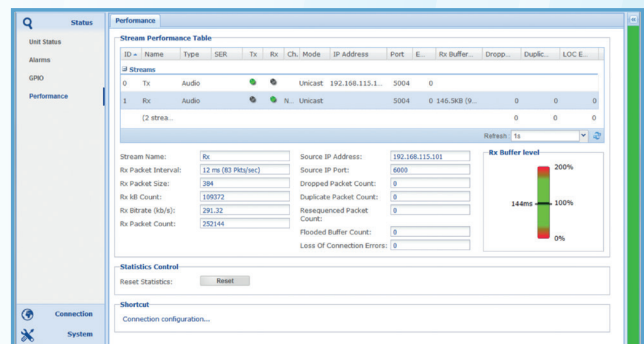 Status
Performance
Unit Status
Alarms
GPIO
Performance
Stream Performance Table
ID Name Type SER Tx Rx Ch. Mode IP Address Port E... Rx Buffer... Dropp... Duplic... LOC E...
Streams
0 Tx Audio Unicast 192.168.115.1... 5004 0
1 Rx Audio N... Unicast 5004 0 146.5KB (9... 0 0 0
(2 strea... 0 0 0
Refresh 1s
Stream Name: Rx
Rx Packet Interval: 12 ms (83 Pkts/sec)
Rx Packet Size: 384
Rx kB Count: 109372
Rx Bitrate (kb/s): 291.32
Rx Packet Count: 252144
Source IP Address: 192.168.115.101
Source IP Port: 6000
Dropped Packet Count: 0
Duplicate Packet Count: 0
Resequenced Packet
Count: 0
Flooded Buffer Count: 0
Loss Of Connection Errors: 0
Rx Buffer level
200%
144ms 100%
0%
Statistics Control
Reset Statistics: Reset
Shortcut
Connection configuration...
Connection
System